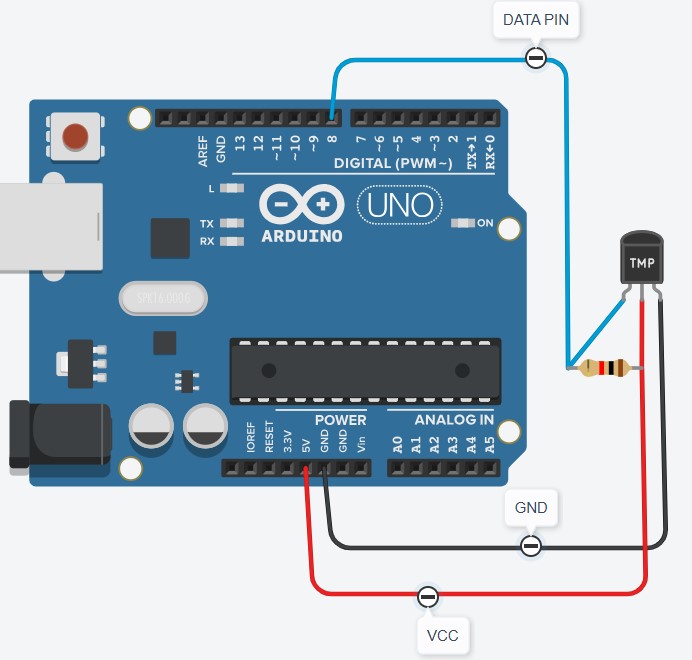 DATA PIN
AREF
GND
13
12
~11
~10
~9
8
7
~6
~5
4
~3
2
TX→1
RX←0
DIGITAL (PWM~)
L
TX
RX
ARDUINO
UNO
ON
TMP
SPK16.000G
POWER
ANALOG IN
IOREF
RESET
3.3V
5V
GND
GND
Vin
A0
A1
A2
A3
A4
A5
GND
VCC